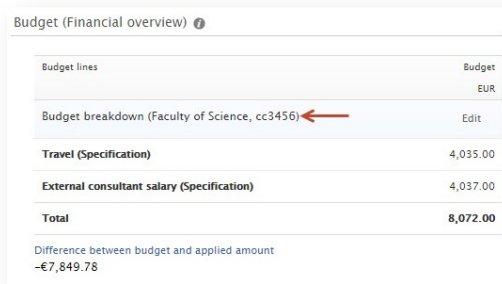 Budget (Financial overview) i
Budget lines Budget
EUR
Budget breakdown (Faculty of Science, cc3456) Edit
Travel (Specification) 4,035.00
External consultant salary (Specification) 4,037.00
Total 8,072.00
Difference between budget and applied amount
−€7,849.78